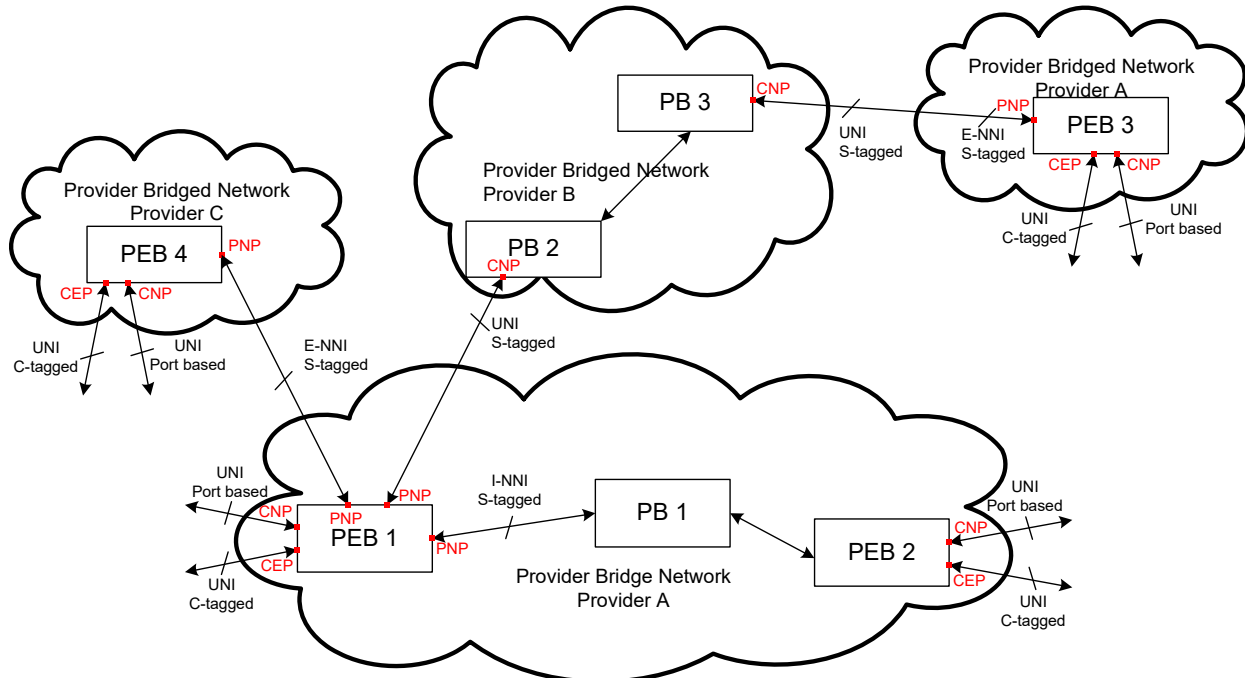 Provider Bridged Network
Provider A
PNP
PEB 3
E-NNI
S-tagged
CEP
CNP
UNI
C-tagged
UNI
Port based
PB 3
CNP
UNI
S-tagged
Provider Bridged Network
Provider B
PB 2
CNP
UNI
S-tagged
Provider Bridged Network
Provider C
PEB 4
PNP
CEP
CNP
UNI
C-tagged
UNI
Port based
E-NNI
S-tagged
UNI
Port based
CNP
PNP
PNP
PEB 1
CEP
PNP
UNI
C-tagged
I-NNI
S-tagged
PB 1
Provider Bridge Network
Provider A
PEB 2
CNP
CEP
UNI
Port based
UNI
C-tagged